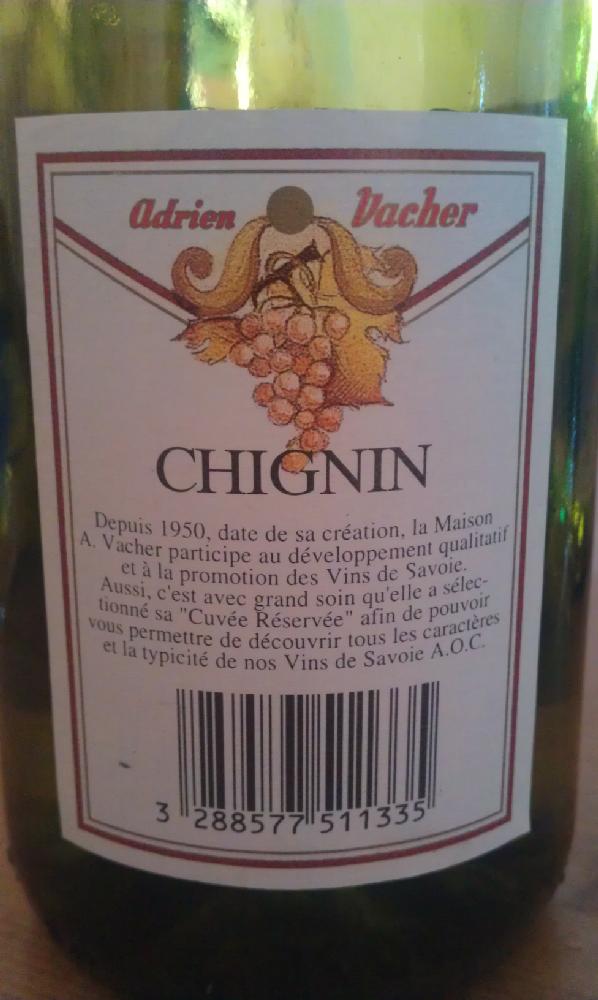 Adrien Vacher
CHIGNIN
Depuis 1950, date de sa création, la Maison
A. Vacher participe au développement qualitatif
et à la promotion des Vins de Savoie.
Aussi, c'est avec grand soin qu'elle a sélec-
tionné sa "Cuvée Réservée" afin de pouvoir
vous permettre de découvrir tous les caractères
et la typicité de nos Vins de Savoie A.O.C.
3 288577 511335